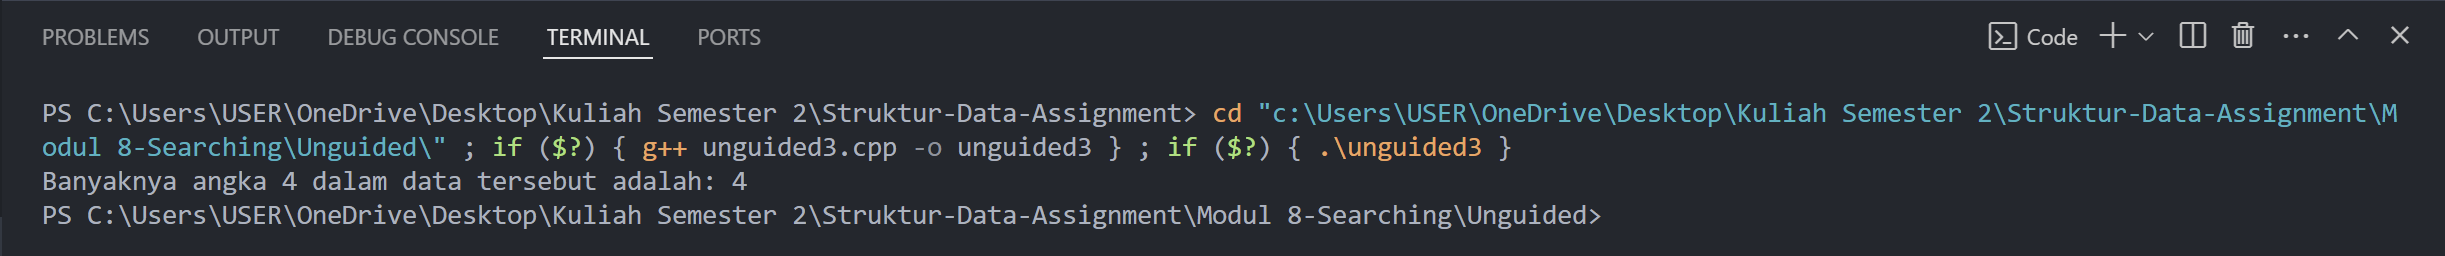 PROBLEMS OUTPUT DEBUG CONSOLE TERMINAL PORTS Code
PS C:\Users\USER\OneDrive\Desktop\Kuliah Semester 2\Struktur-Data-Assignment> cd "c:\Users\USER\OneDrive\Desktop\Kuliah Semester 2\Struktur-Data-Assignment\M
odul 8-Searching\Unguided\" ; if ($?) { g++ unguided3.cpp -o unguided3 } ; if ($?) { .\unguided3 }
Banyaknya angka 4 dalam data tersebut adalah: 4
PS C:\Users\USER\OneDrive\Desktop\Kuliah Semester 2\Struktur-Data-Assignment\Modul 8-Searching\Unguided>